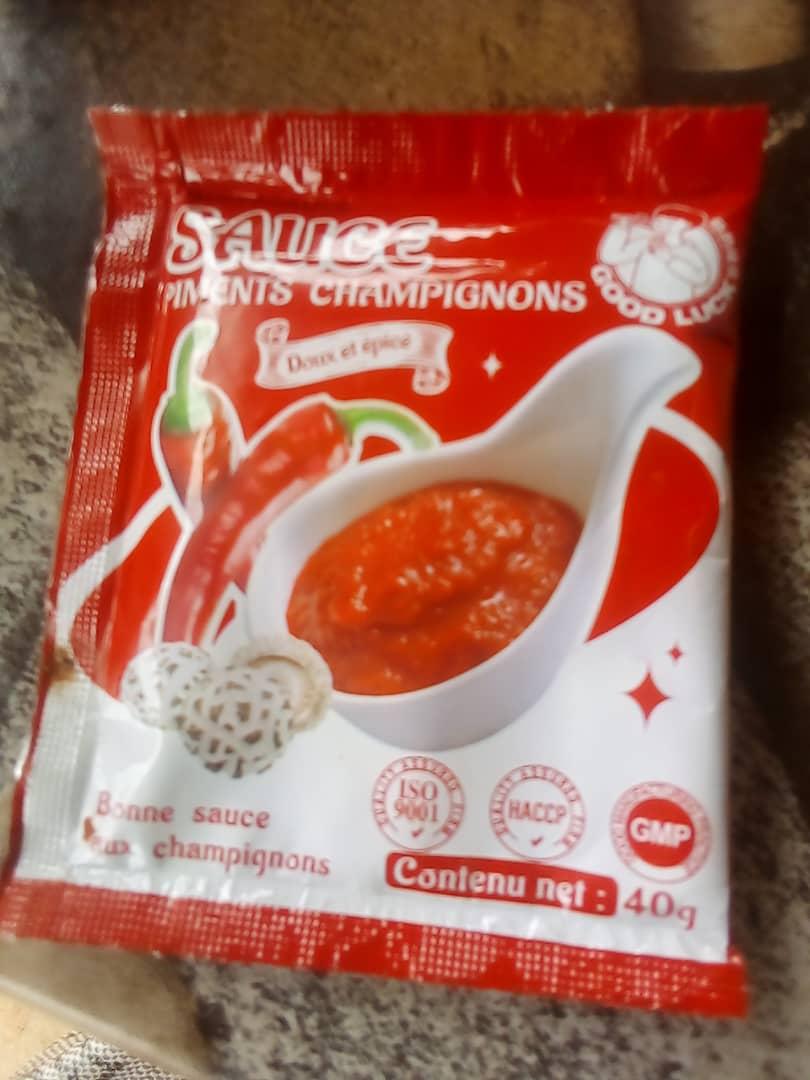 SAUCE
PIMENTS CHAMPIGNONS
GOOD LUCK
Doux et épicé
ISO
9001
HACCP
GMP
Bonne sauce
aux champignons
Contenu net : 40g